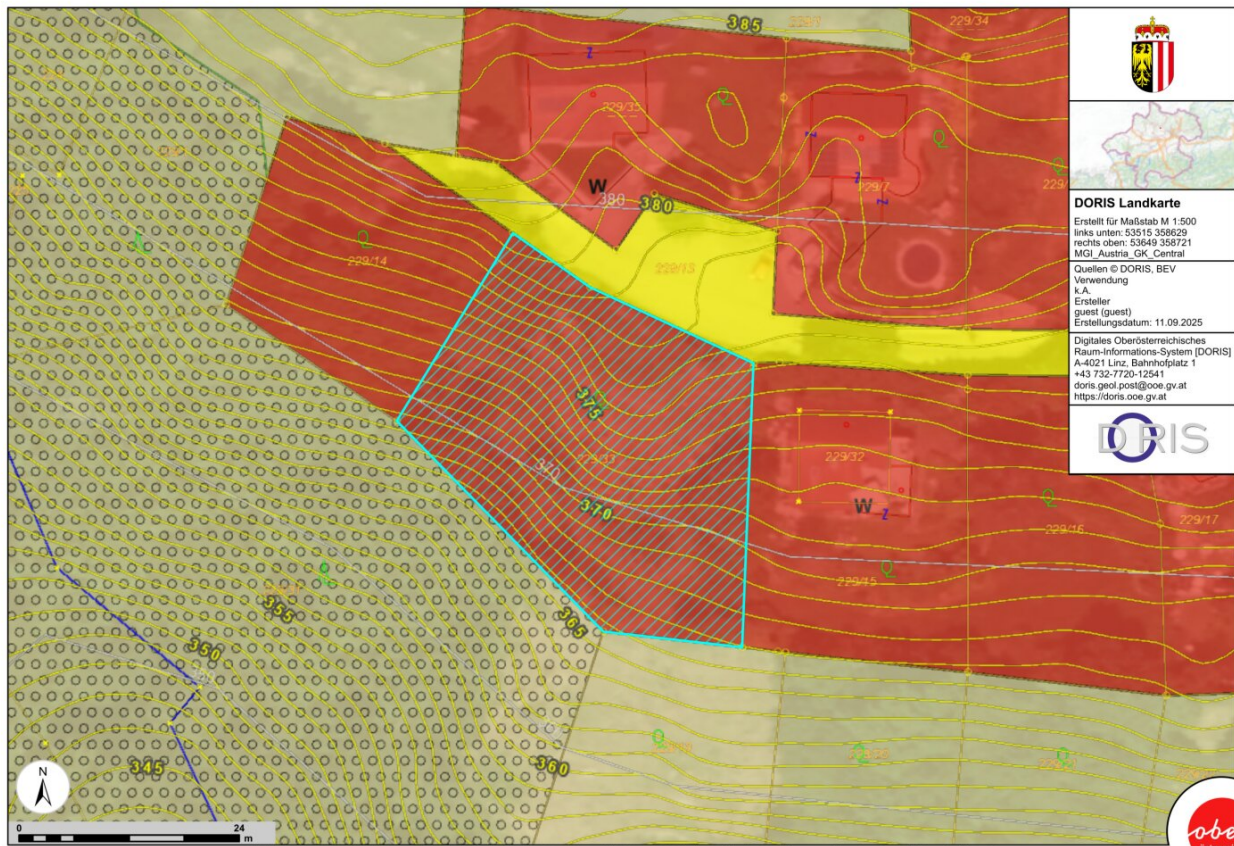 385
229/34
229/35
W
380
380
229/7
229/13
229/14
375
370
229/33
370
229/32
W
229/16
229/17
229/15
365
355
350
360
345
N
0
24
m
DORIS Landkarte
Erstellt für Maßstab M 1:500
links unten: 53515 358629
rechts oben: 53649 358721
MGI_Austria_GK_Central
Quellen © DORIS, BEV
Verwendung
k.A.
Ersteller
guest (guest)
Erstellungsdatum: 11.09.2025
Digitales Oberösterreichisches
Raum-Informations-System [DORIS]
A-4021 Linz, Bahnhofplatz 1
+43 732-7720-12541
doris.geol.post@ooe.gv.at
https://doris.ooe.gv.at
DORIS
obe